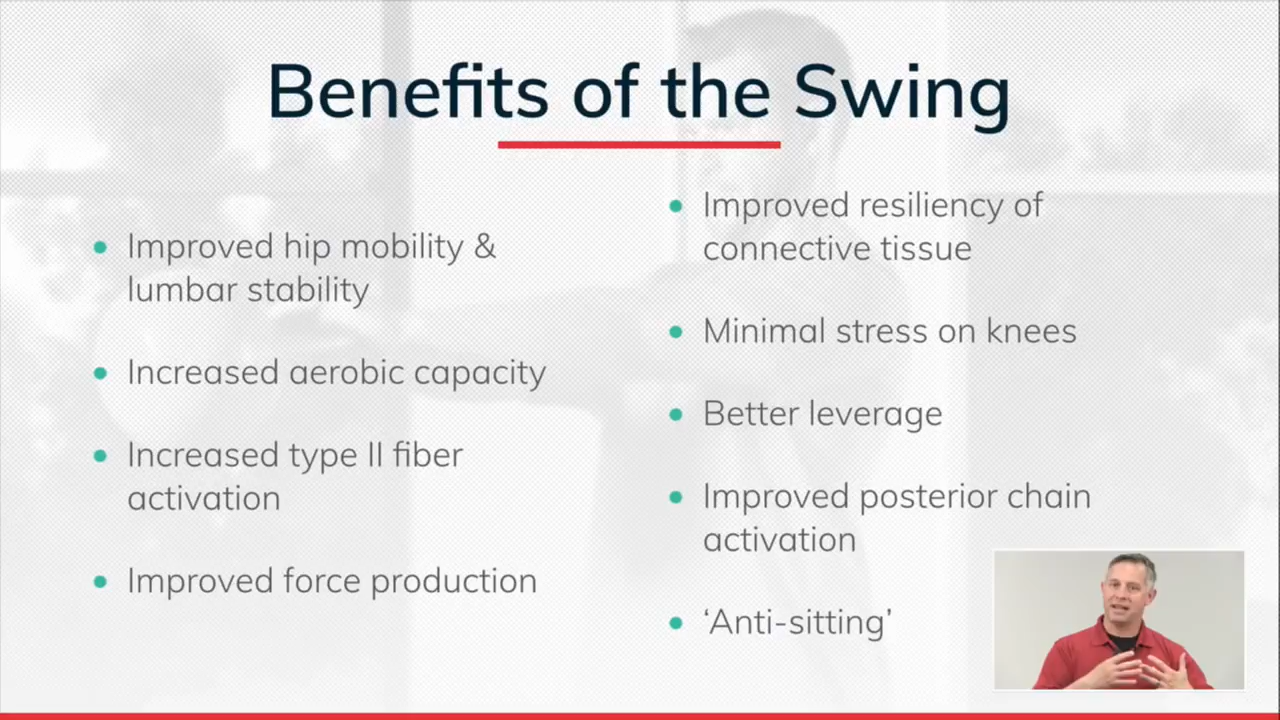 Benefits of the Swing
Improved hip mobility &
lumbar stability
Increased aerobic capacity
Increased type II fiber
activation
Improved force production
Improved resiliency of
connective tissue
Minimal stress on knees
Better leverage
Improved posterior chain
activation
‘Anti-sitting’